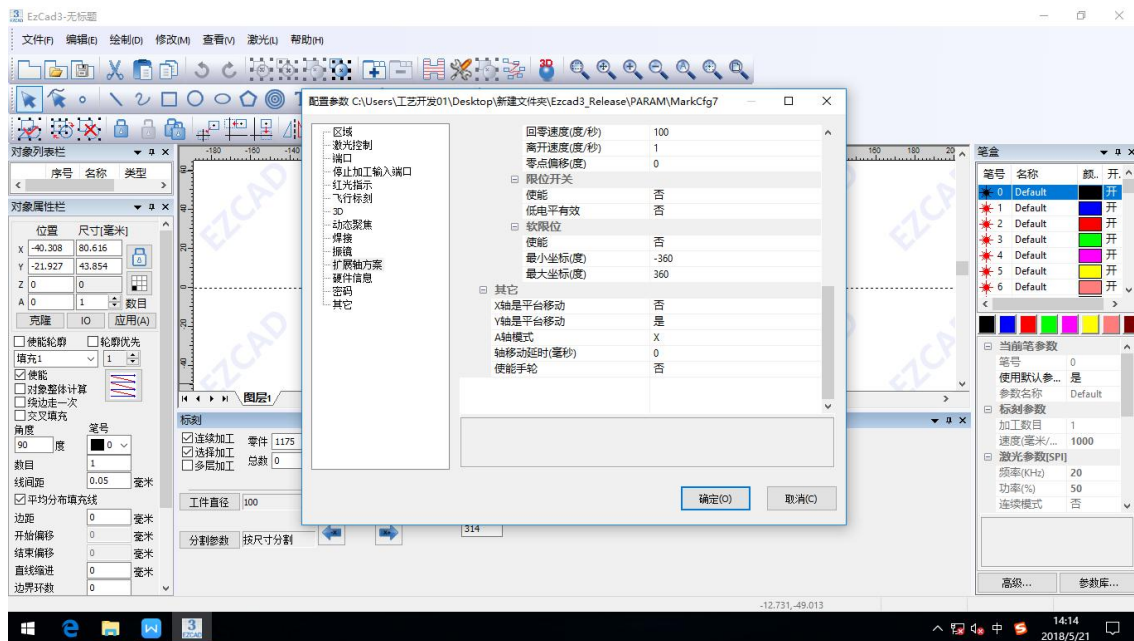 EzCad3-无标题
文件(F) 编辑(E) 绘制(D) 修改(M) 查看(V) 激光(L) 帮助(H)
配置参数 C:\Users\工艺开发01\Desktop\新建文件夹\Ezcad3_Release\PARAM\MarkCfg7
对象列表栏
序号 名称 类型
对象属性栏
位置 尺寸[毫米]
X -40.308 80.616
Y -21.927 43.854
Z 0 0
A 0 1 数目
克隆 IO 应用(A)
使能轮廓 轮廓优先
填充1 1
使能
对象整体计算
绕边走一次
交叉填充
角度 笔号
90 度 0
数目 1
线间距 0.05 毫米
平均分布填充线
边距 0 毫米
开始偏移 0 毫米
结束偏移 0 毫米
直线缩进 0 毫米
边界环数 0
-180 -160 -140
160 180 20
EZCAD
EZCAD
EZCAD
EZCAD
图层1
标刻
连续加工 零件 1175
选择加工
多层加工 总数 0
工件直径 100
分割参数 按尺寸分割
314
区域
激光控制
端口
停止加工输入端口
红光指示
飞行标刻
3D
动态聚焦
焊接
振镜
扩展轴方案
硬件信息
密码
其它
回零速度(度/秒) 100
离开速度(度/秒) 1
零点偏移(度) 0
限位开关
使能 否
低电平有效 否
软限位
使能 否
最小坐标(度) -360
最大坐标(度) 360
其它
X轴是平台移动 否
Y轴是平台移动 是
A轴模式 X
轴移动延时(毫秒) 0
使能手轮 否
确定(O) 取消(C)
笔盒
笔号 名称 颜.. 开.
0 Default 开
1 Default 开
2 Default 开
3 Default 开
4 Default 开
5 Default 开
6 Default 开
当前笔参数
笔号 0
使用默认参... 是
参数名称 Default
标刻参数
加工数目 1
速度(毫米/... 1000
激光参数[SPI]
频率(KHz) 20
功率(%) 50
连续模式 否
高级... 参数库...
-12.731,-49.013
3
EZCAD
中
14:14
2018/5/21